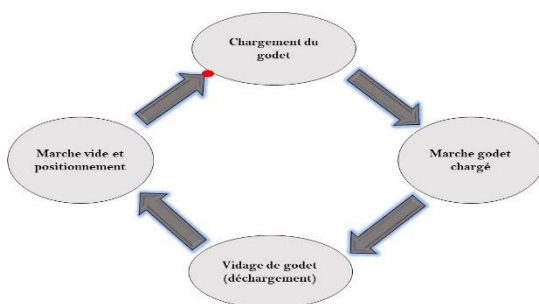 Chargement du
godet
Marche vide et
positionnement
Marche godet
chargé
Vidage de godet
(déchargement)